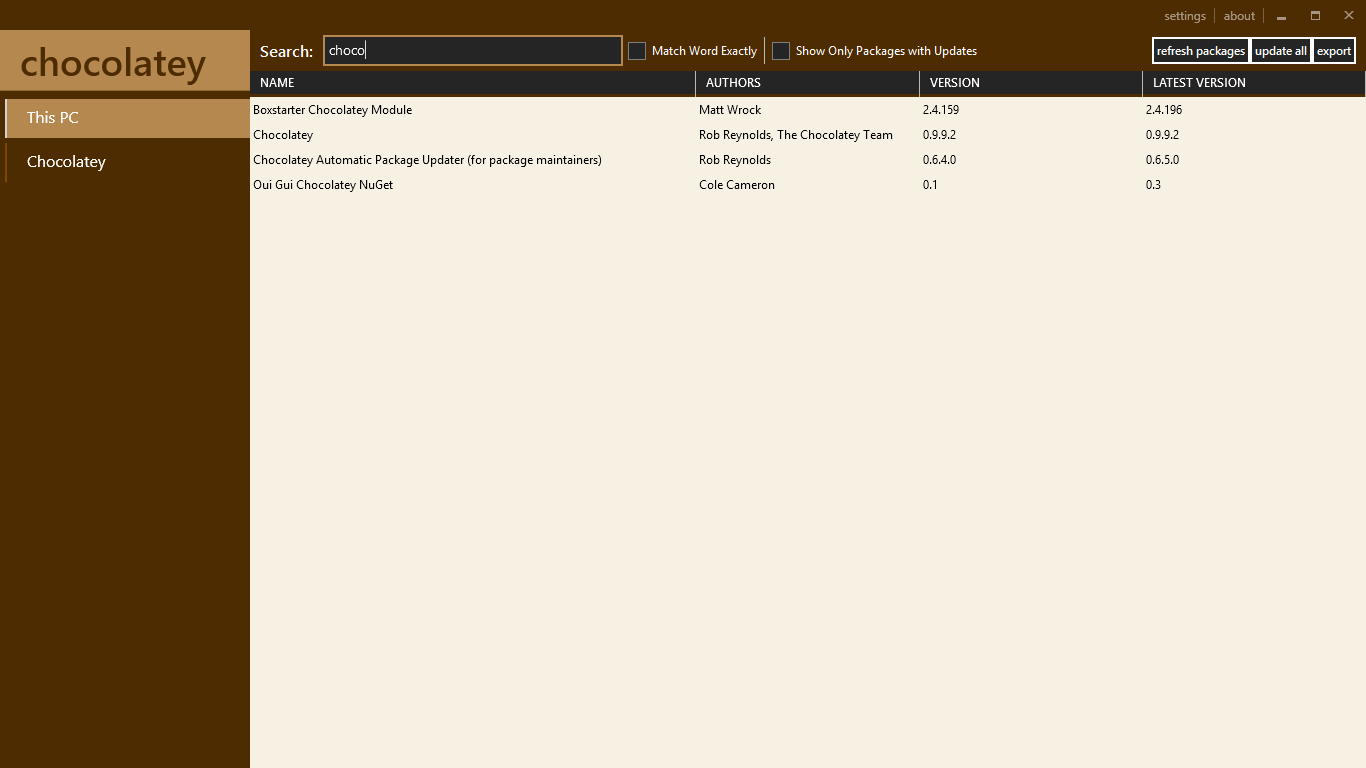 settings about
chocolatey
Search: choco Match Word Exactly Show Only Packages with Updates refresh packages update all export
NAME AUTHORS VERSION LATEST VERSION
This PC
Chocolatey
Boxstarter Chocolatey Module Matt Wrock 2.4.159 2.4.196
Chocolatey Rob Reynolds, The Chocolatey Team 0.9.9.2 0.9.9.2
Chocolatey Automatic Package Updater (for package maintainers) Rob Reynolds 0.6.4.0 0.6.5.0
Oui Gui Chocolatey NuGet Cole Cameron 0.1 0.3